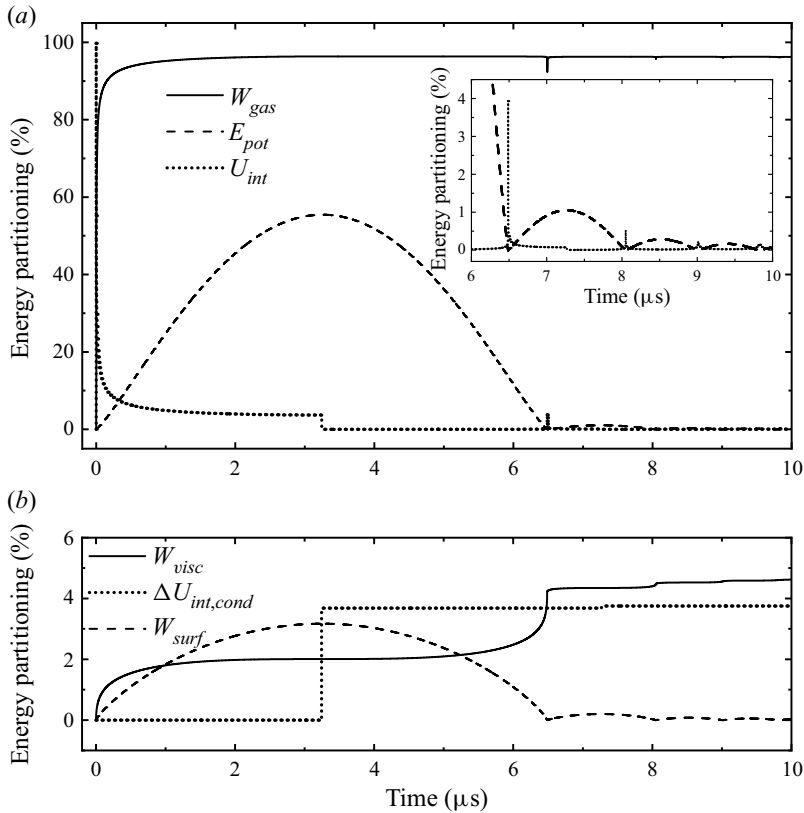 (a)
100
80
60
40
20
0
Energy partitioning (%)
W_gas
E_pot
U_int
4
3
2
1
0
Energy partitioning (%)
6 7 8 9 10
Time (μs)
0 2 4 6 8 10
(b)
6
4
2
0
Energy partitioning (%)
W_visc
ΔU_int,cond
W_surf
0 2 4 6 8 10
Time (μs)